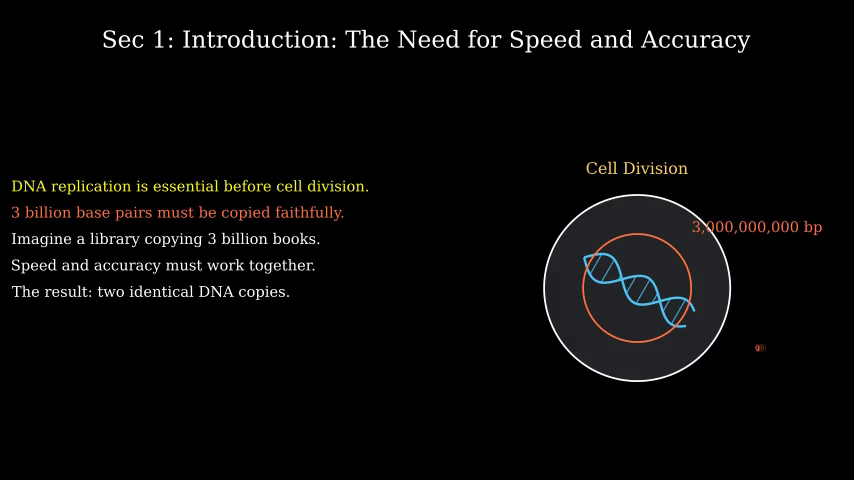 Sec 1: Introduction: The Need for Speed and Accuracy
DNA replication is essential before cell division.
3 billion base pairs must be copied faithfully.
Imagine a library copying 3 billion books.
Speed and accuracy must work together.
The result: two identical DNA copies.
Cell Division
3,000,000,000 bp